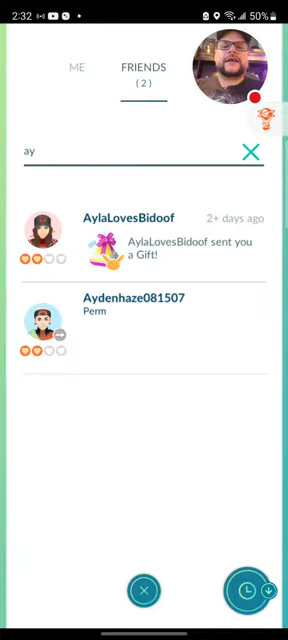 2:32
50%
ME
FRIENDS
(2)
ay
AylaLovesBidoof
2+ days ago
AylaLovesBidoof sent you
a Gift!
Aydenhaze081507
Perm